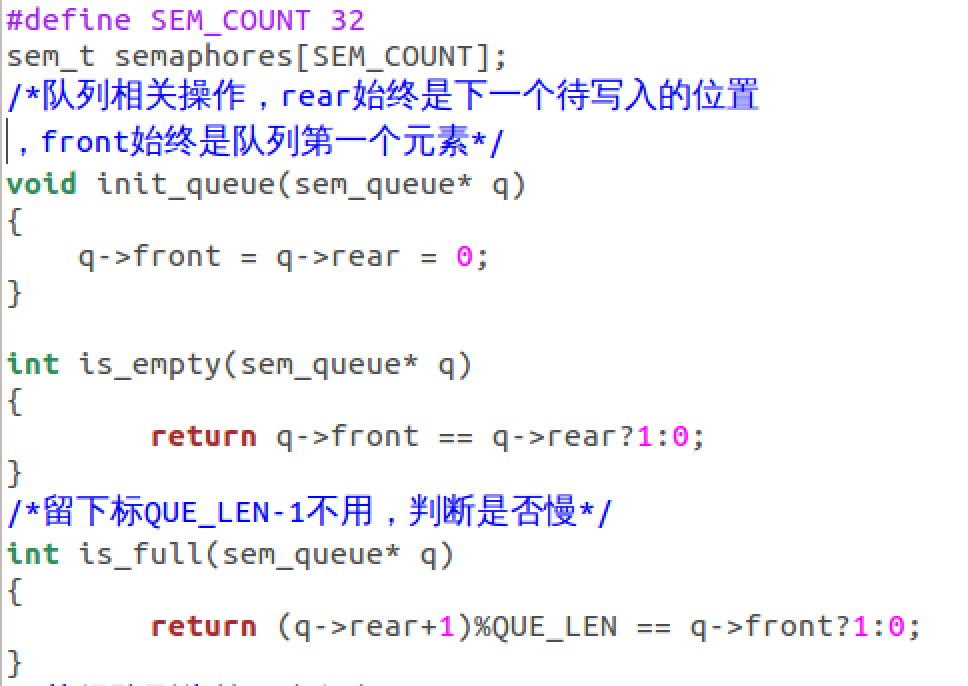 #define SEM_COUNT 32
sem_t semaphores[SEM_COUNT];
/*队列相关操作，rear始终是下一个待写入的位置
，front始终是队列第一个元素*/
void init_queue(sem_queue* q)
{
    q->front = q->rear = 0;
}

int is_empty(sem_queue* q)
{
        return q->front == q->rear?1:0;
}
/*留下标QUE_LEN-1不用，判断是否慢*/
int is_full(sem_queue* q)
{
        return (q->rear+1)%QUE_LEN == q->front?1:0;
}